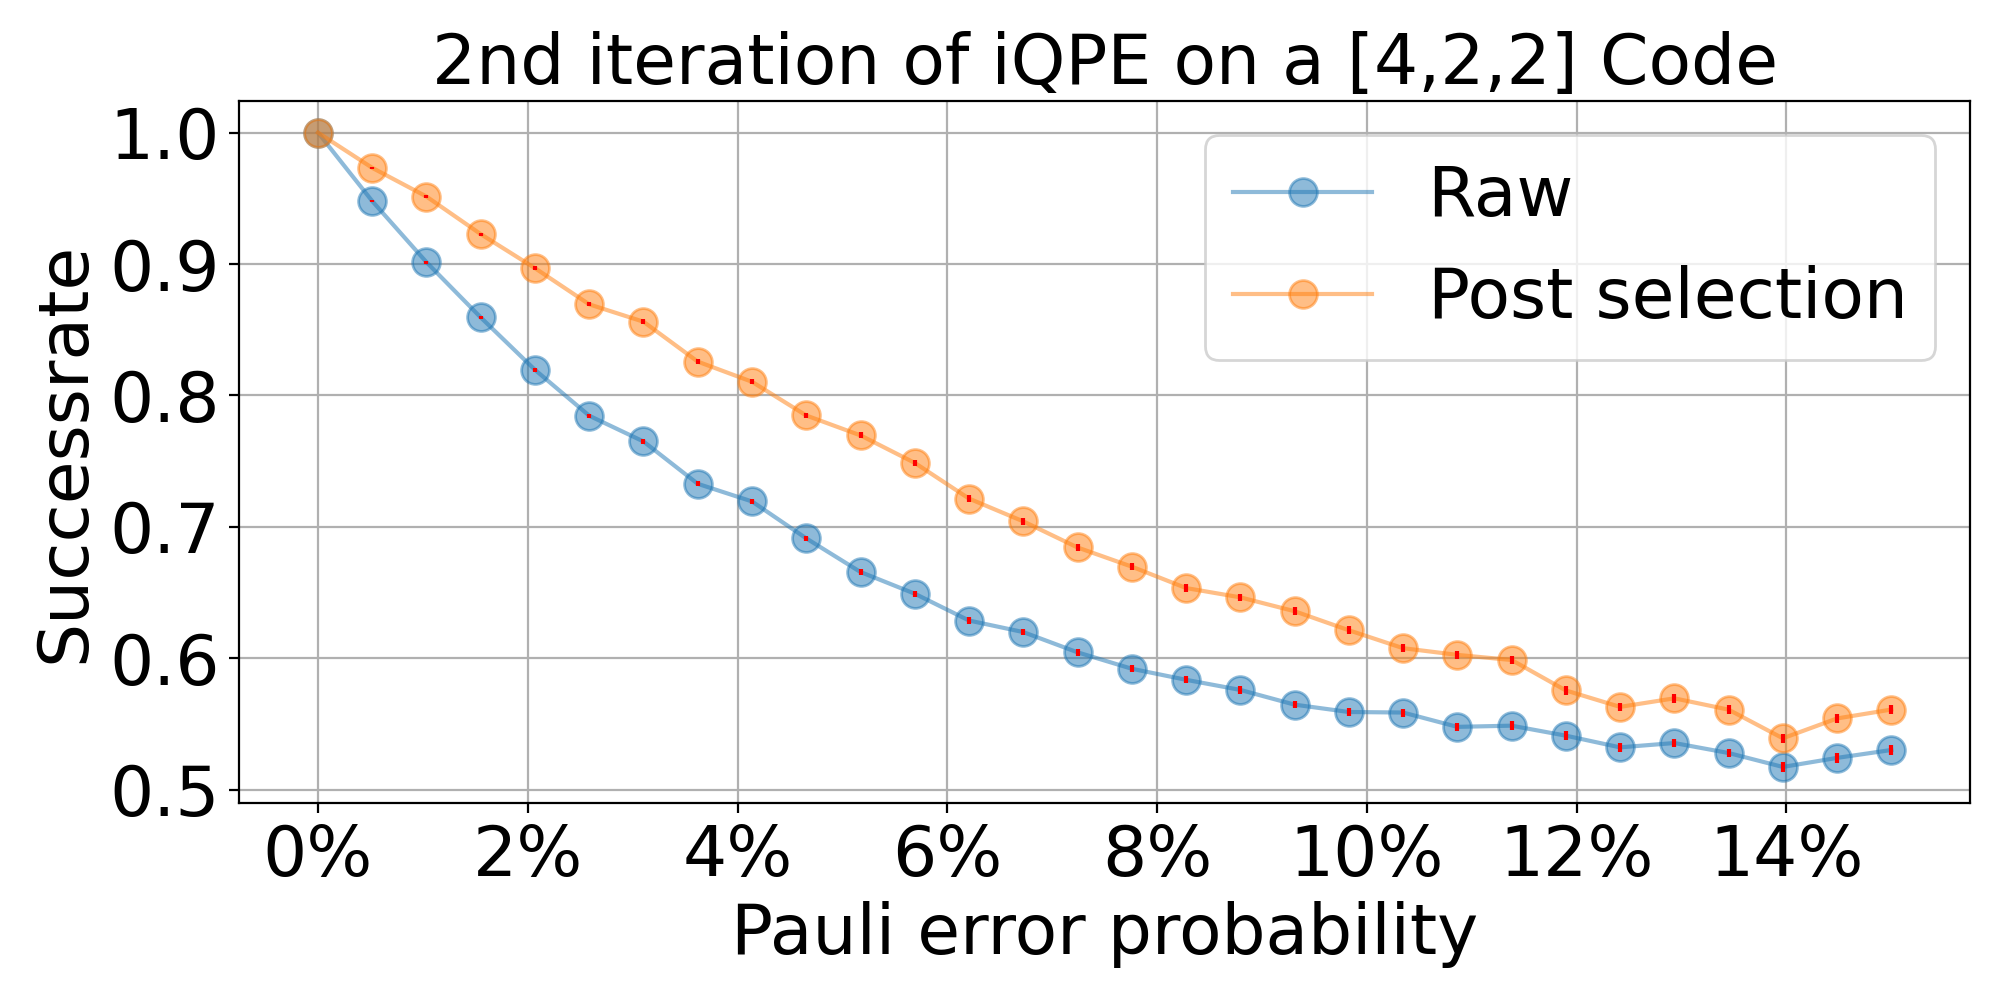 2nd iteration of iQPE on a [4,2,2] Code
Successrate
1.0
0.9
0.8
0.7
0.6
0.5
Raw
Post selection
0% 2% 4% 6% 8% 10% 12% 14%
Pauli error probability